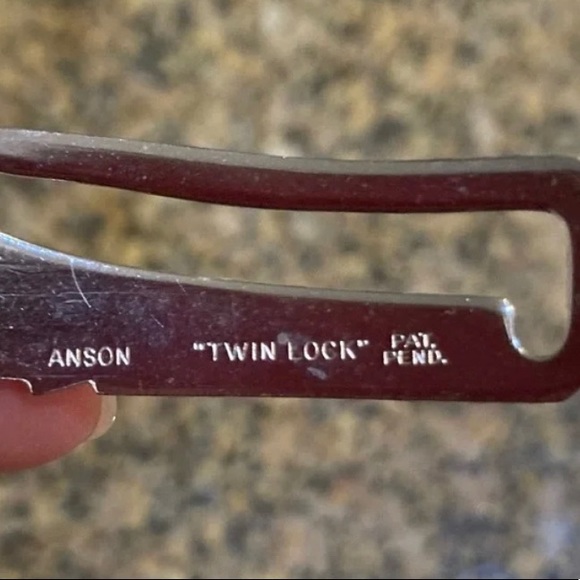 ANSON "TWIN LOCK" PAT.
PEND.